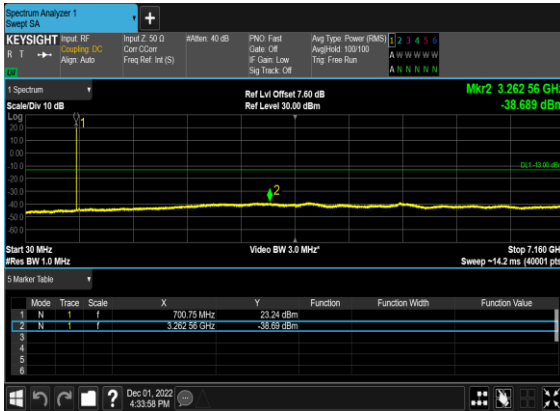 Spectrum Analyzer 1
Swept SA
+
KEYSIGHT Input: RF Input Z: 50 Ω #Atten: 40 dB PNO: Fast Avg Type: Power (RMS) 1 2 3 4 5 6
R T Coupling: DC Corr CCorr Gate: Off Avg|Hold: 100/100 A W W W W W
Align: Auto Freq Ref: Int (S) IF Gain: Low Trig: Free Run
Sig Track: Off A N N N N N
1 Spectrum Ref Lvl Offset 7.60 dB Mkr2 3.262 56 GHz
Scale/Div 10 dB Ref Level 30.00 dBm -38.689 dBm
Log
20.0
10.0
0.00
-10.0
DL1 -13.00 dBm
-20.0
-30.0
-40.0
-50.0
-60.0
1
2
Start 30 MHz Video BW 3.0 MHz* Stop 7.160 GHz
#Res BW 1.0 MHz Sweep ~14.2 ms (40001 pts)
5 Marker Table
Mode Trace Scale X Y Function Function Width Function Value
1 N 1 f 700.75 MHz 23.24 dBm
2 N 1 f 3.262 56 GHz -38.69 dBm
3
4
5
6
? Dec 01, 2022
4:33:58 PM